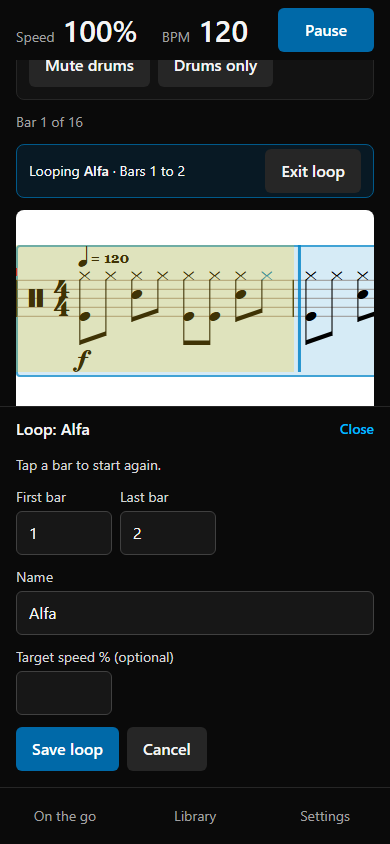 Speed 100% BPM 120 Pause
Mute drums Drums only
Bar 1 of 16
Looping Alfa · Bars 1 to 2 Exit loop
= 120
4
4
f
Loop: Alfa Close
Tap a bar to start again.
First bar Last bar
1 2
Name
Alfa
Target speed % (optional)
Save loop Cancel
On the go Library Settings